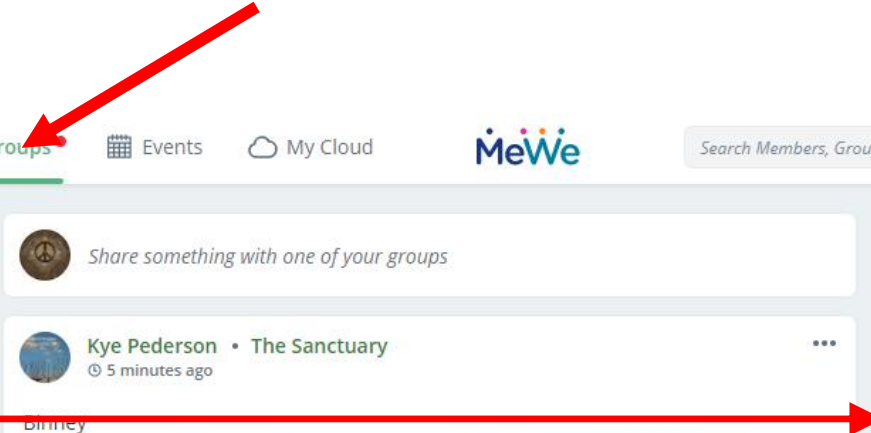 roups Events My Cloud MeWe Search Members, Grou
Share something with one of your groups
Kye Pederson • The Sanctuary •••
5 minutes ago
Binney